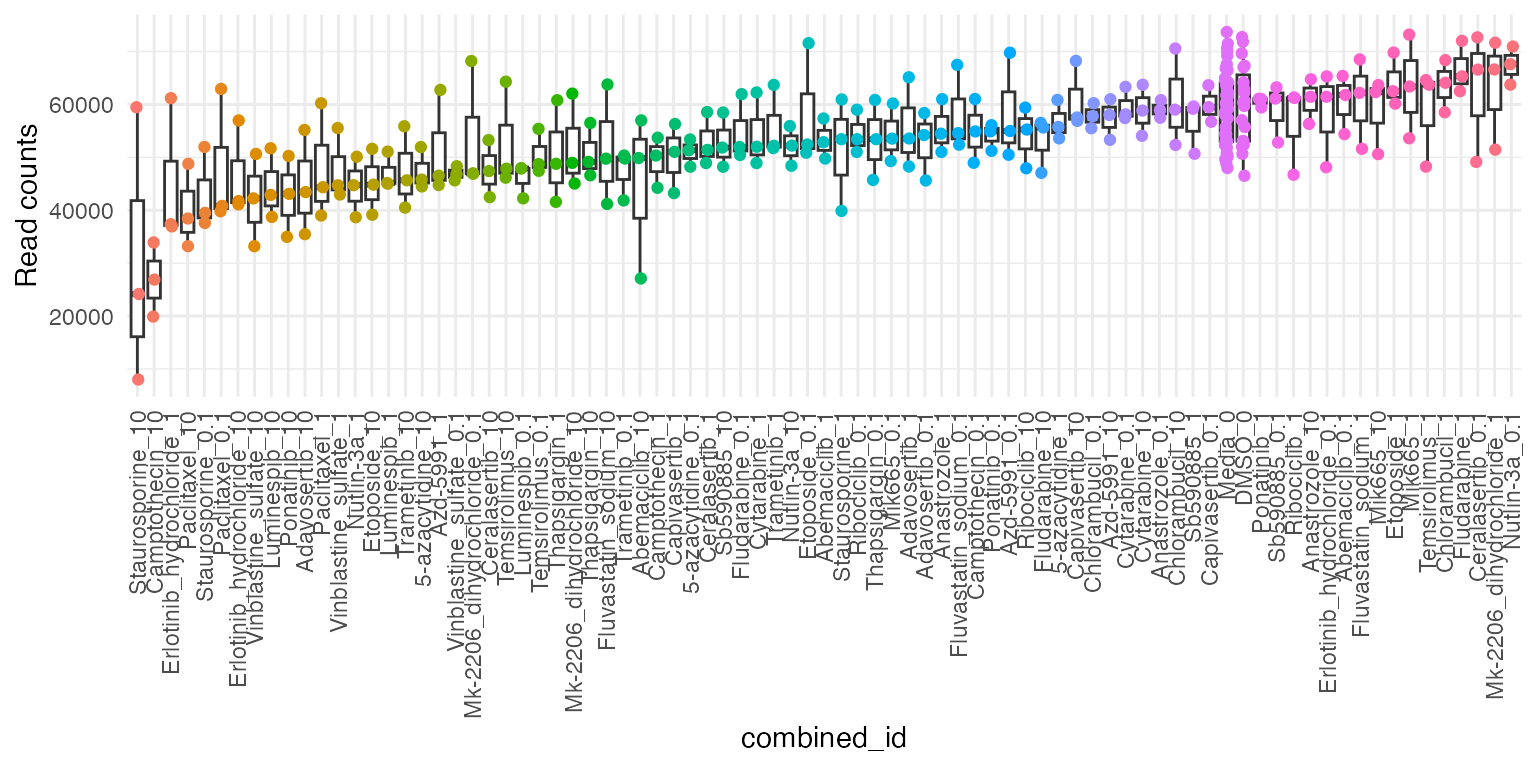 Read counts
60000
40000
20000
Staurosporine_10
Camptothecin_10
Erlotinib_hydrochloride_1
Paclitaxel_10
Staurosporine_0.1
Paclitaxel_0.1
Erlotinib_hydrochloride_10
Vinblastine_sulfate_10
Luminespib_10
Ponatinib_10
Adavosertib_10
Paclitaxel_1
Vinblastine_sulfate_1
Nutlin-3a_1
Etoposide_10
Luminespib_1
Trametinib_10
5-azacytidine_10
Azd-5991_1
Vinblastine_sulfate_0.1
Mk-2206_dihydrochloride_0.1
Ceralasertib_10
Temsirolimus_10
Luminespib_0.1
Temsirolimus_0.1
Thapsigargin_1
Mk-2206_dihydrochloride_10
Thapsigargin_10
Fluvastatin_sodium_10
Trametinib_0.1
Abemaciclib_10
Camptothecin_1
Capivasertib_1
5-azacytidine_0.1
Ceralasertib_1
Sb590885_10
Fludarabine_0.1
Cytarabine_1
Trametinib_1
Nutlin-3a_10
Etoposide_0.1
Abemaciclib_1
Staurosporine_1
Ribociclib_0.1
Thapsigargin_0.1
Mk665_0.1
Adavosertib_1
Adavosertib_0.1
Anastrozole_1
Fluvastatin_sodium_0.1
Camptothecin_0.1
Ponatinib_0.1
Azd-5991_0.1
Ribociclib_10
Fludarabine_10
5-azacytidine_1
Capivasertib_10
Chlorambucil_0.1
Azd-5991_10
Cytarabine_0.1
Cytarabine_10
Anastrozole_0.1
Chlorambucil_10
Sb590885_1
Capivasertib_0.1
Media_0
DMSO_0
Ponatinib_1
Sb590885_0.1
Ribociclib_1
Anastrozole_10
Erlotinib_hydrochloride_0.1
Abemaciclib_0.1
Fluvastatin_sodium_1
Mk665_10
Etoposide_1
Mk665_1
Temsirolimus_1
Chlorambucil_1
Fludarabine_1
Ceralasertib_0.1
Mk-2206_dihydrochloride_1
Nutlin-3a_0.1
combined_id